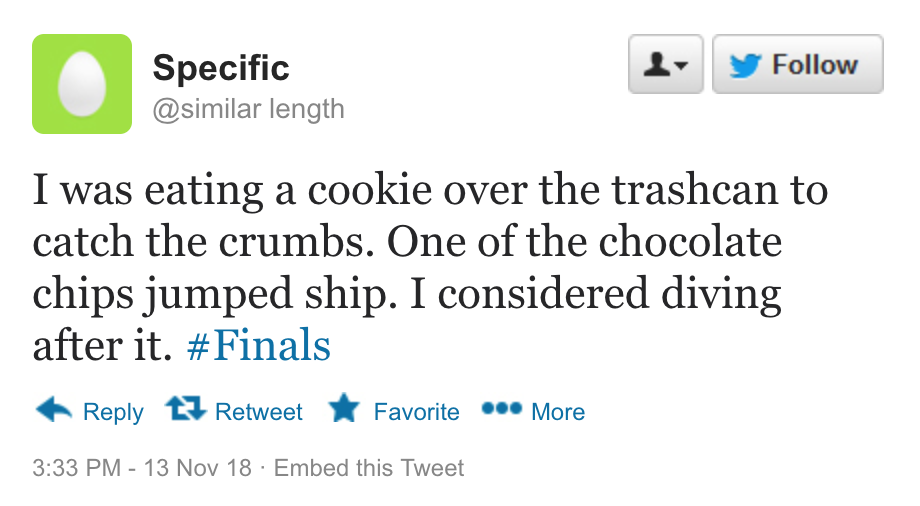 Specific
@similar length
Follow
I was eating a cookie over the trashcan to
catch the crumbs. One of the chocolate
chips jumped ship. I considered diving
after it. #Finals
Reply Retweet Favorite More
3:33 PM - 13 Nov 18 · Embed this Tweet